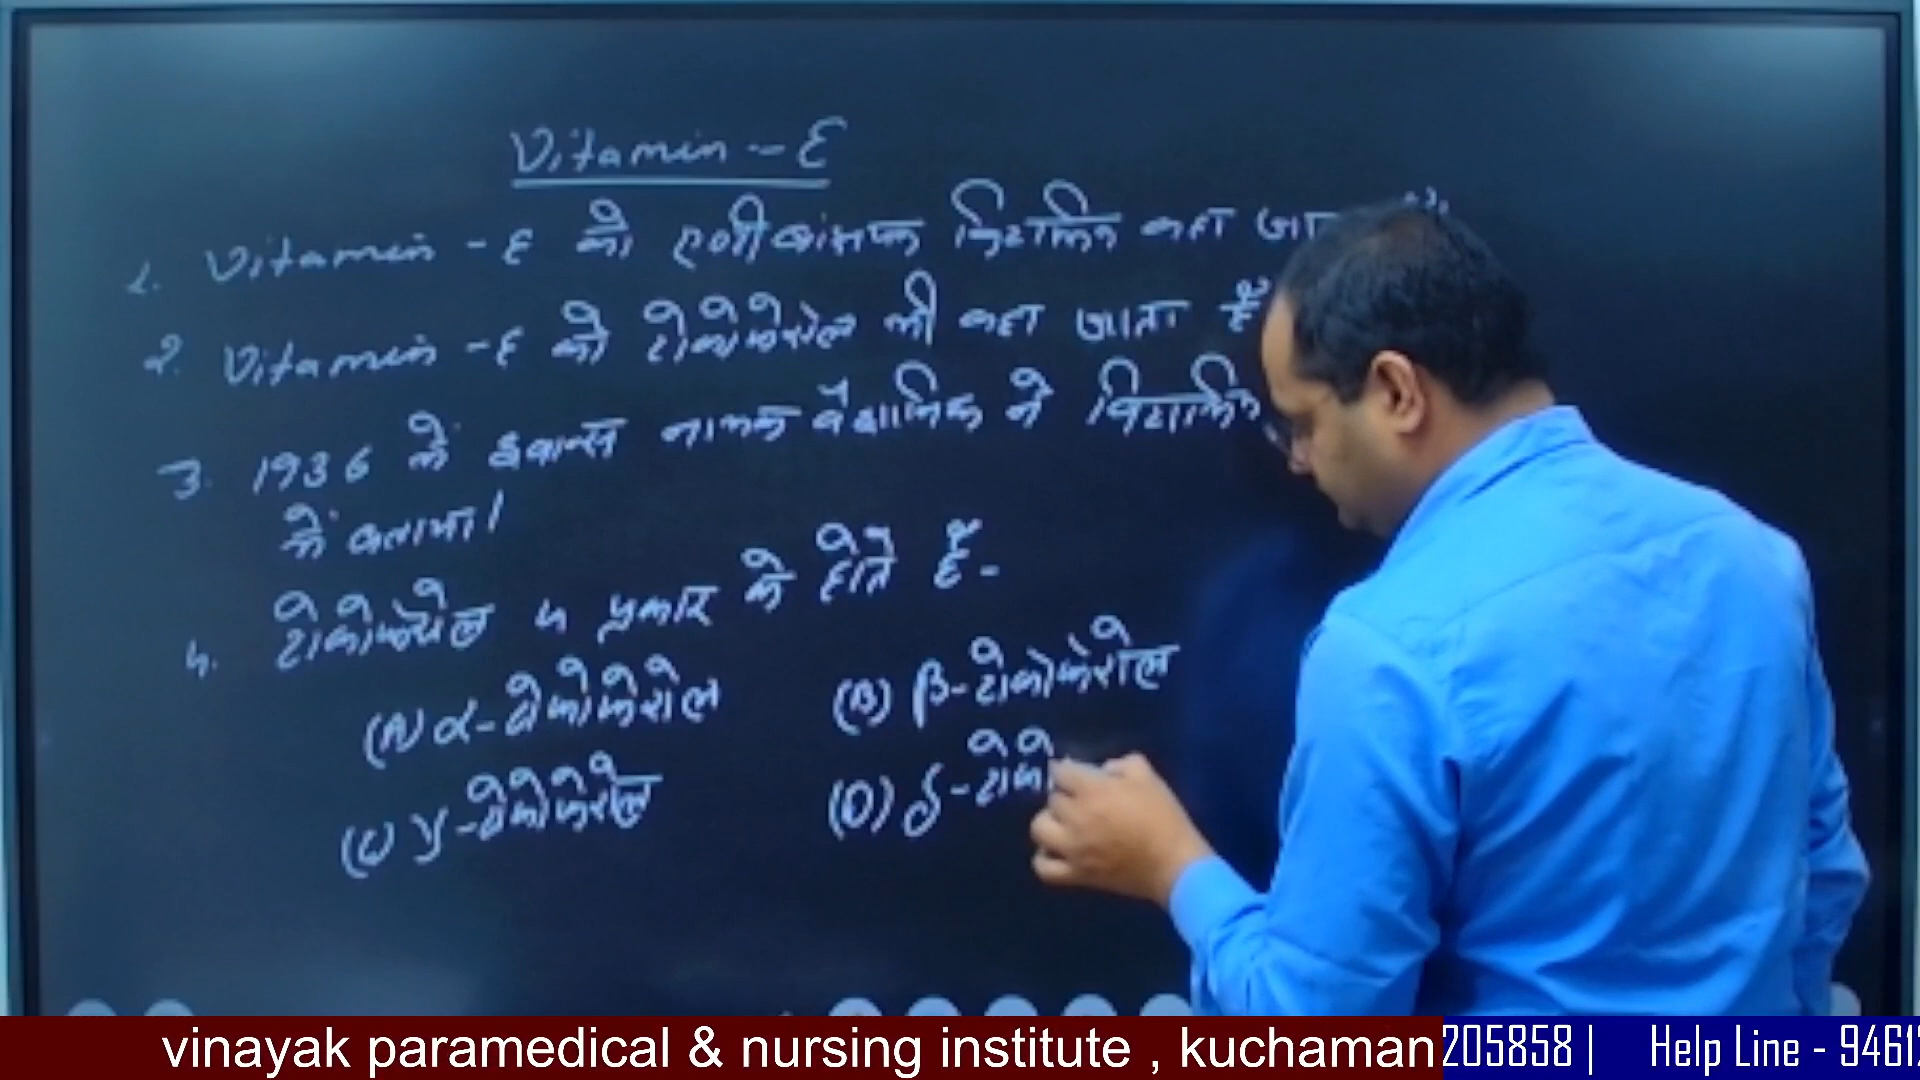 Vitamin - E
1. Vitamin - E को एण्टीबांझपन विटामिन कहा
2. Vitamin - E को टोकोफेरोल भी कहा जाता है
3. 1936 में इवान्स नामक वैज्ञानिक ने विटामिन
में बताया।
4. टोकोफेरोल 4 प्रकार के होते हैं -
(A) α-टोकोफेरोल (B) β-टोकोफेरोल
(C) γ-टोकोफेरोल (D) δ-टोको
vinayak paramedical & nursing institute , kuchaman 205858 | Help Line - 9461